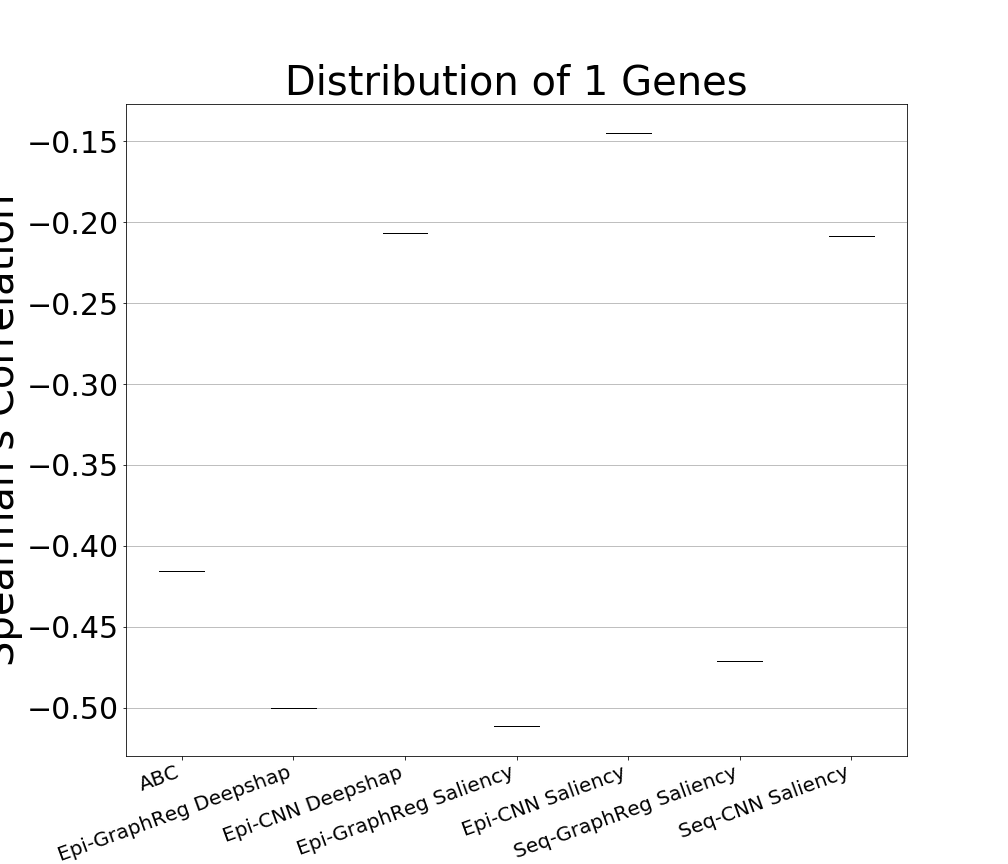 Distribution of 1 Genes
Spearman's Correlation
−0.15
−0.20
−0.25
−0.30
−0.35
−0.40
−0.45
−0.50
ABC
Epi-GraphReg Deepshap
Epi-CNN Deepshap
Epi-GraphReg Saliency
Epi-CNN Saliency
Seq-GraphReg Saliency
Seq-CNN Saliency